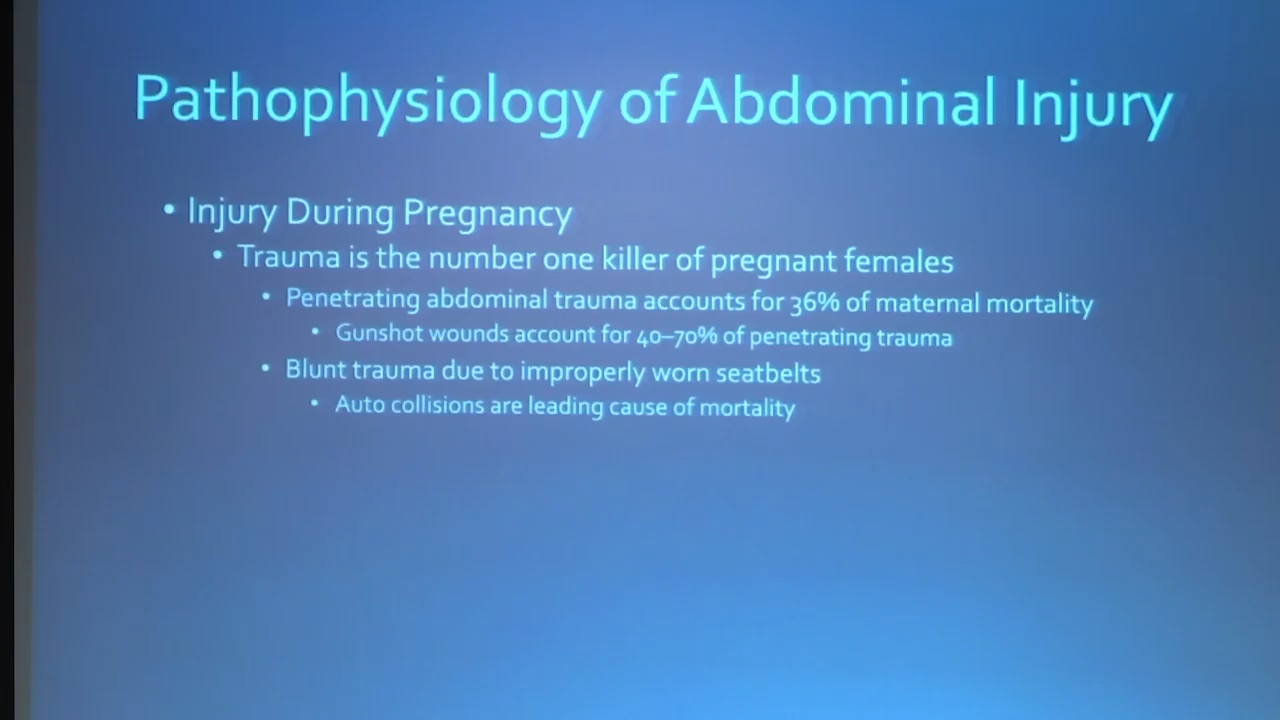 Pathophysiology of Abdominal Injury
• Injury During Pregnancy
• Trauma is the number one killer of pregnant females
• Penetrating abdominal trauma accounts for 36% of maternal mortality
• Gunshot wounds account for 40–70% of penetrating trauma
• Blunt trauma due to improperly worn seatbelts
• Auto collisions are leading cause of mortality